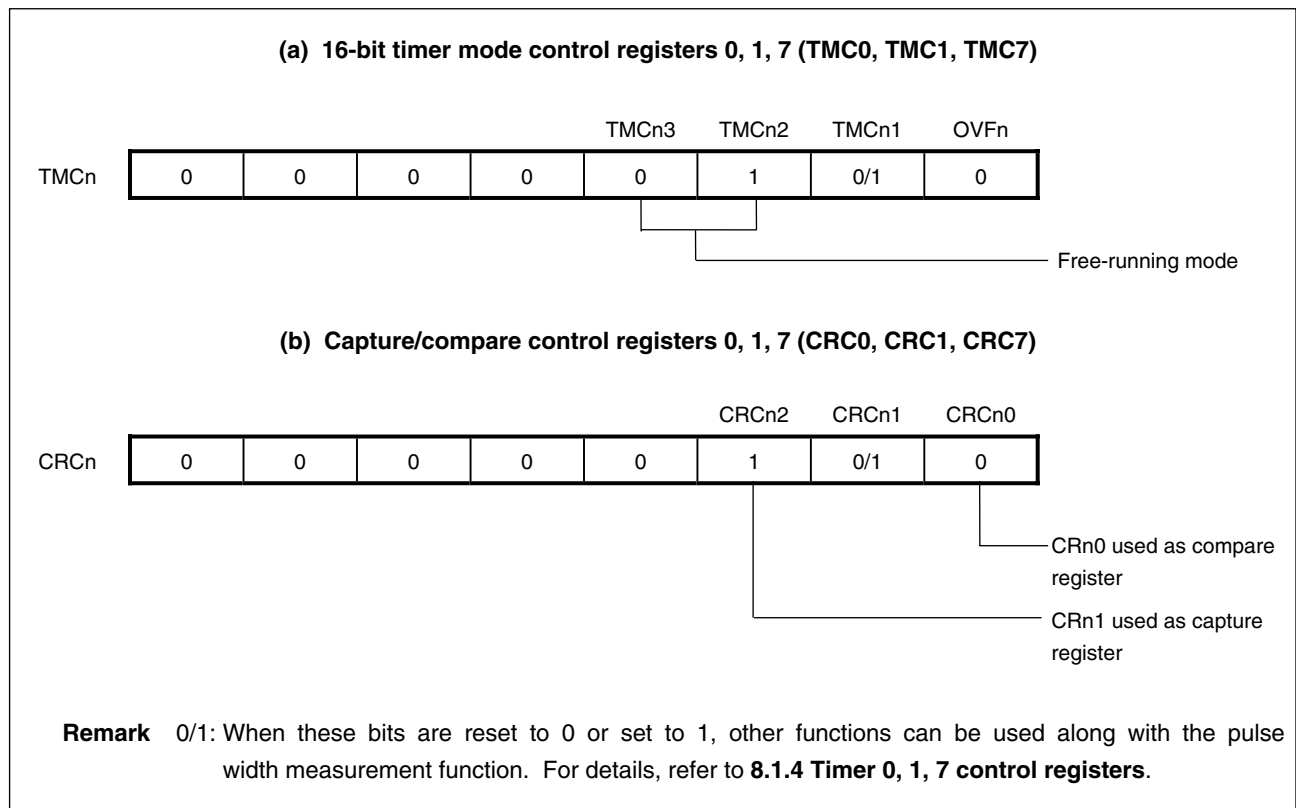 (a) 16-bit timer mode control registers 0, 1, 7 (TMC0, TMC1, TMC7)
TMCn3 TMCn2 TMCn1 OVFn
TMCn 0 0 0 0 0 1 0/1 0
Free-running mode
(b) Capture/compare control registers 0, 1, 7 (CRC0, CRC1, CRC7)
CRCn2 CRCn1 CRCn0
CRCn 0 0 0 0 0 1 0/1 0
CRn0 used as compare
register
CRn1 used as capture
register
Remark 0/1: When these bits are reset to 0 or set to 1, other functions can be used along with the pulse
width measurement function. For details, refer to 8.1.4 Timer 0, 1, 7 control registers.